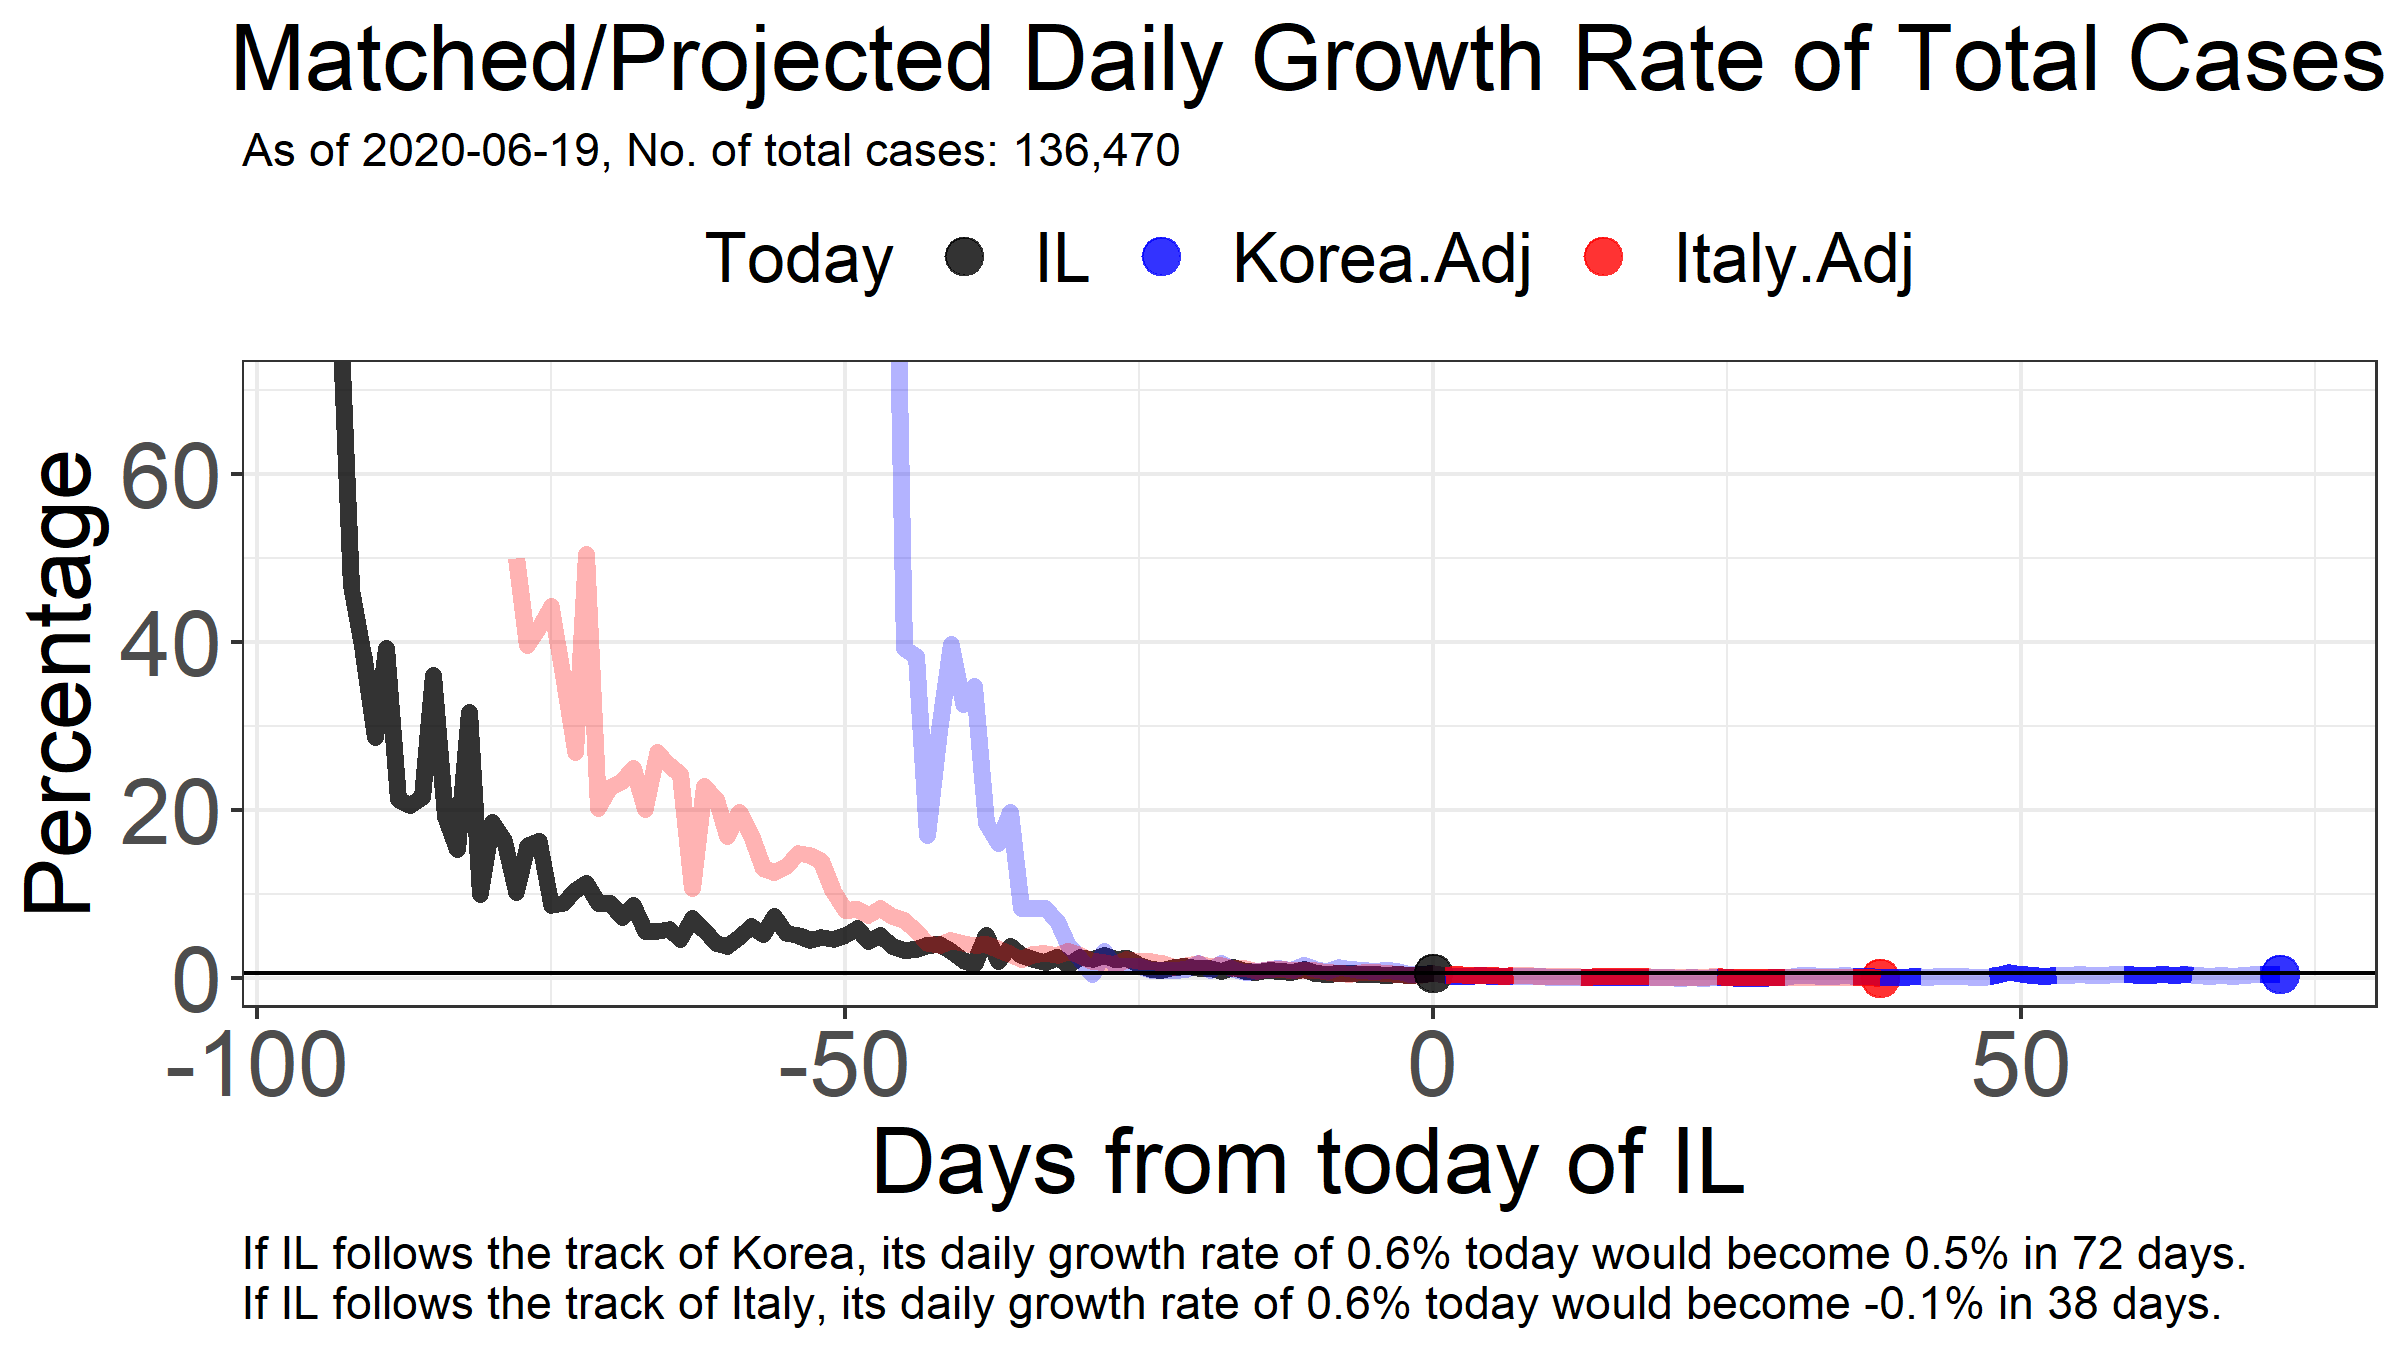 Matched/Projected Daily Growth Rate of Total Cases
As of 2020-06-19, No. of total cases: 136,470
Today IL Korea.Adj Italy.Adj
Percentage
60
40
20
0
-100 -50 0 50
Days from today of IL
If IL follows the track of Korea, its daily growth rate of 0.6% today would become 0.5% in 72 days.
If IL follows the track of Italy, its daily growth rate of 0.6% today would become -0.1% in 38 days.